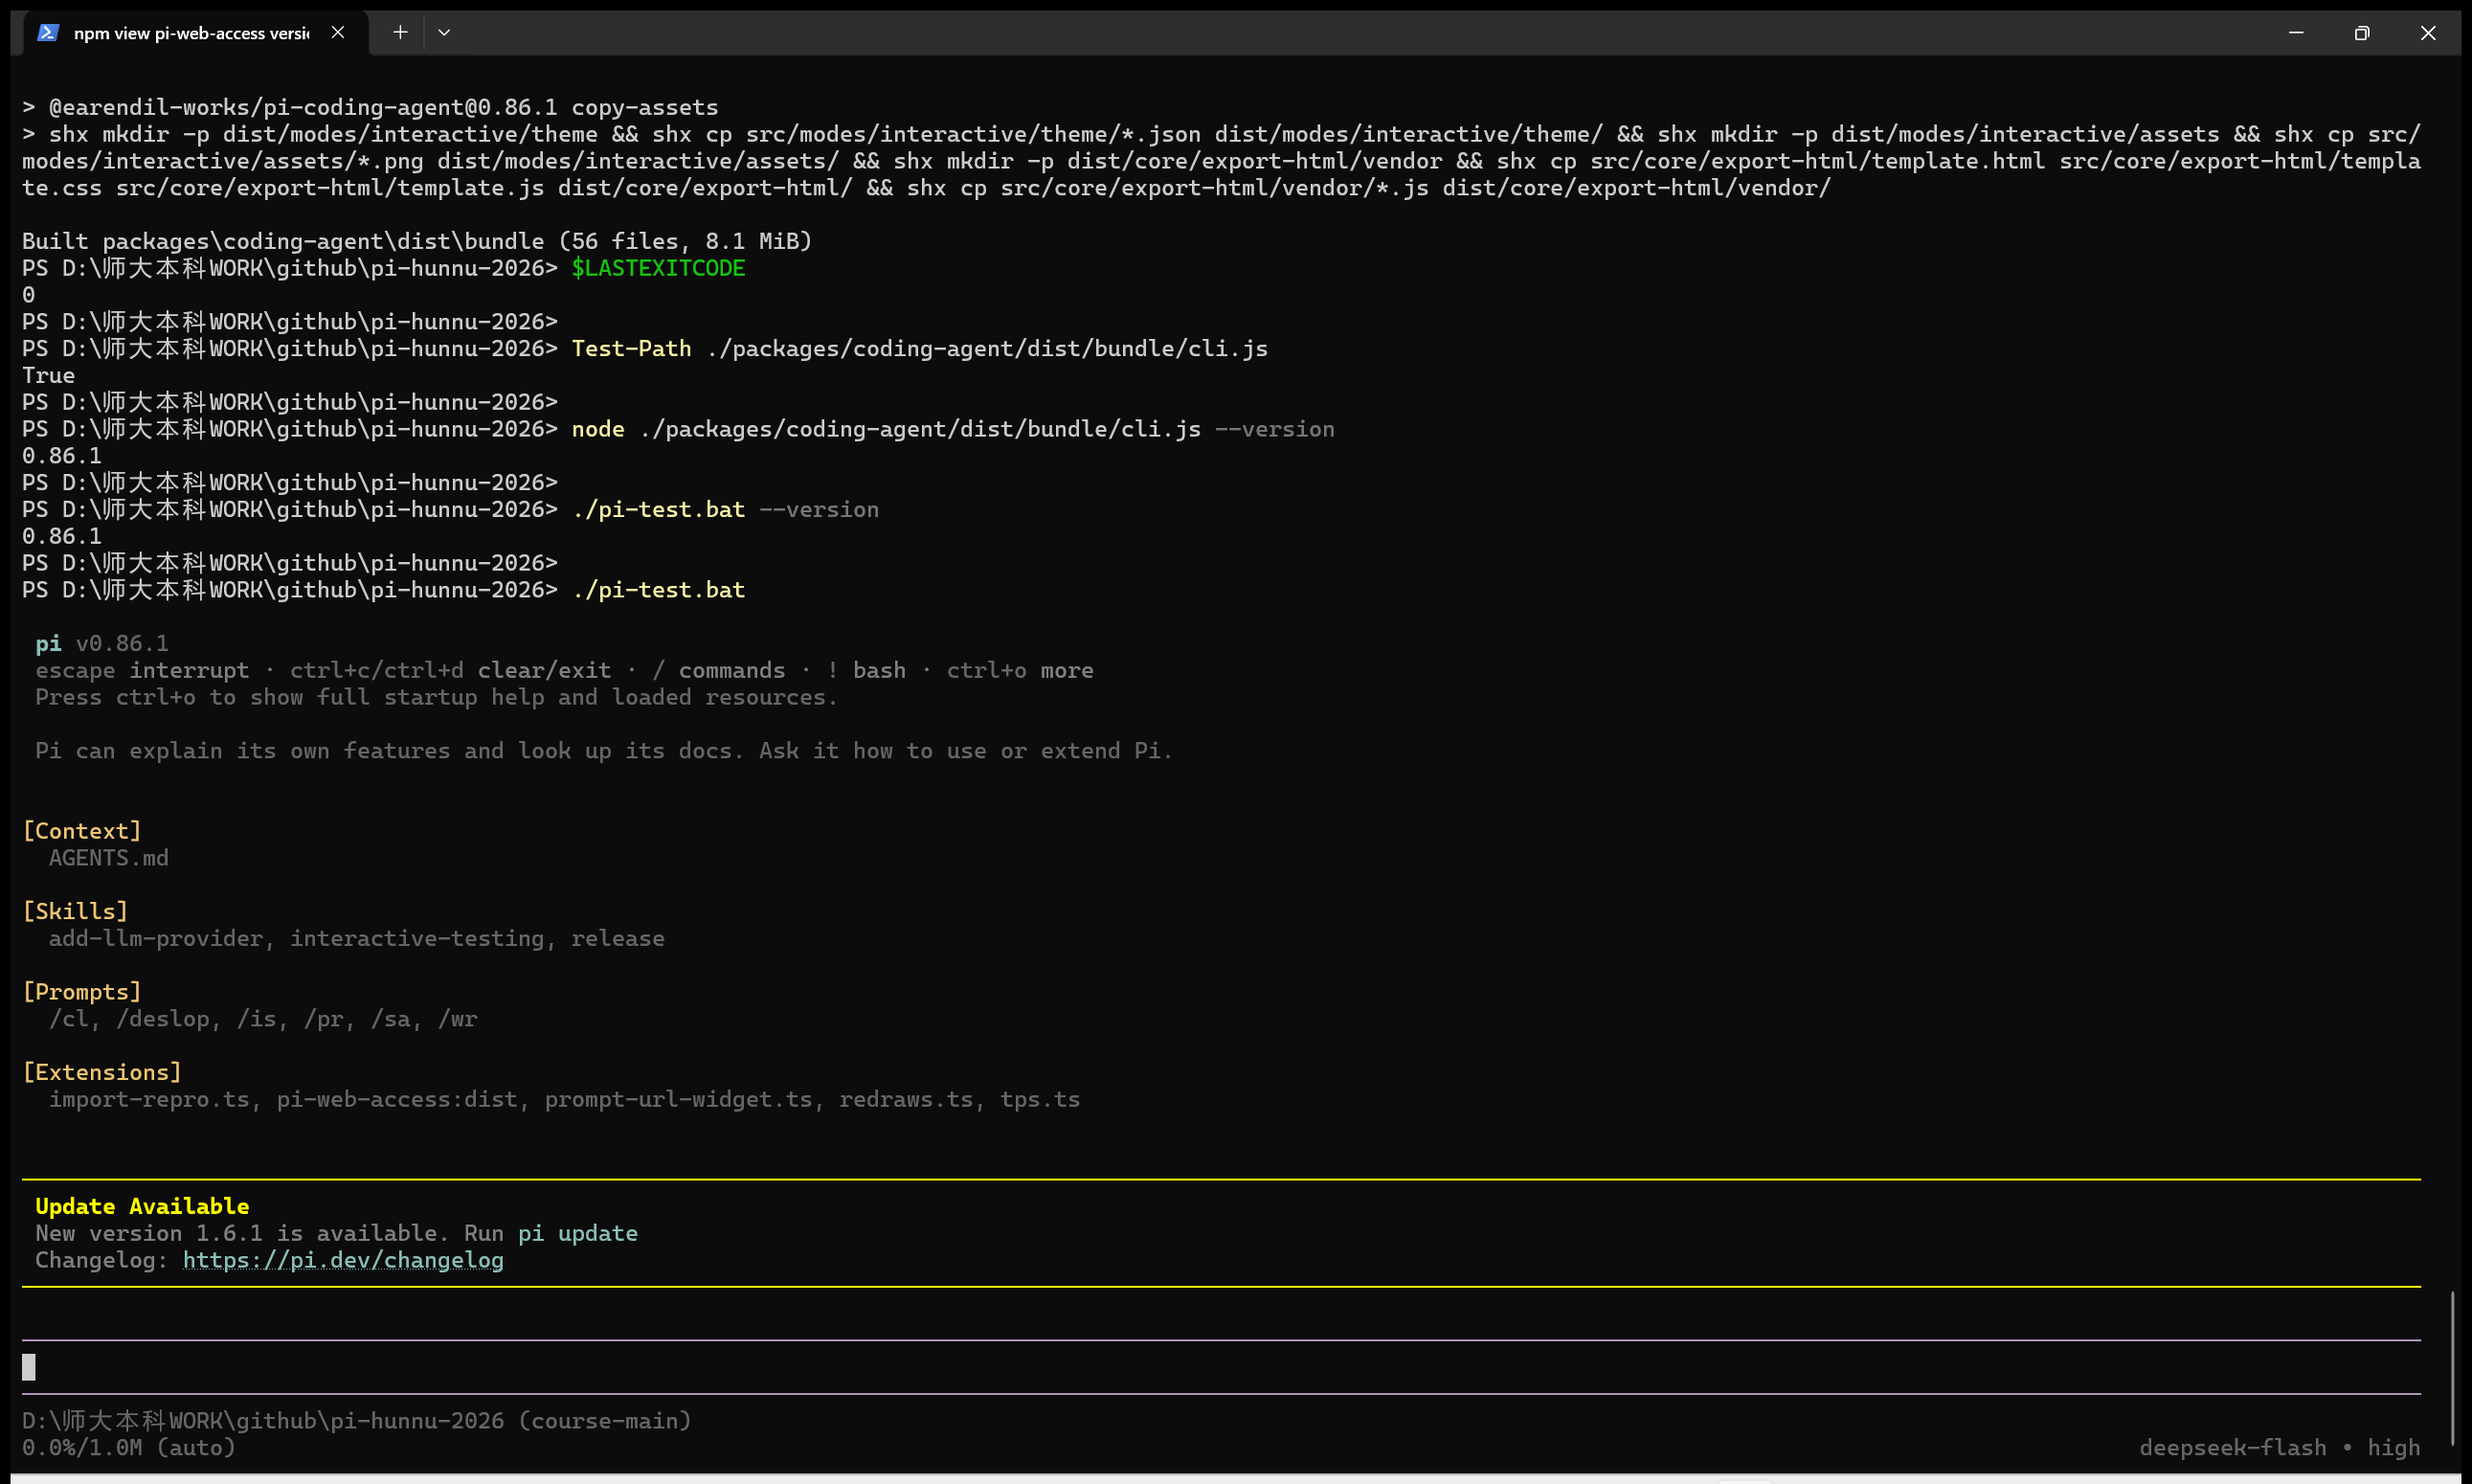 npm view pi-web-access versi
> @earendil-works/pi-coding-agent@0.86.1 copy-assets
> shx mkdir -p dist/modes/interactive/theme && shx cp src/modes/interactive/theme/*.json dist/modes/interactive/theme/ && shx mkdir -p dist/modes/interactive/assets && shx cp src/
modes/interactive/assets/*.png dist/modes/interactive/assets/ && shx mkdir -p dist/core/export-html/vendor && shx cp src/core/export-html/template.html src/core/export-html/templa
te.css src/core/export-html/template.js dist/core/export-html/ && shx cp src/core/export-html/vendor/*.js dist/core/export-html/vendor/
Built packages\coding-agent\dist\bundle (56 files, 8.1 MiB)
PS D:\师大本科WORK\github\pi-hunnu-2026> $LASTEXITCODE
0
PS D:\师大本科WORK\github\pi-hunnu-2026>
PS D:\师大本科WORK\github\pi-hunnu-2026> Test-Path ./packages/coding-agent/dist/bundle/cli.js
True
PS D:\师大本科WORK\github\pi-hunnu-2026>
PS D:\师大本科WORK\github\pi-hunnu-2026> node ./packages/coding-agent/dist/bundle/cli.js --version
0.86.1
PS D:\师大本科WORK\github\pi-hunnu-2026>
PS D:\师大本科WORK\github\pi-hunnu-2026> ./pi-test.bat --version
0.86.1
PS D:\师大本科WORK\github\pi-hunnu-2026>
PS D:\师大本科WORK\github\pi-hunnu-2026> ./pi-test.bat
pi v0.86.1
escape interrupt · ctrl+c/ctrl+d clear/exit · / commands · ! bash · ctrl+o more
Press ctrl+o to show full startup help and loaded resources.
Pi can explain its own features and look up its docs. Ask it how to use or extend Pi.
[Context]
AGENTS.md
[Skills]
add-llm-provider, interactive-testing, release
[Prompts]
/cl, /deslop, /is, /pr, /sa, /wr
[Extensions]
import-repro.ts, pi-web-access:dist, prompt-url-widget.ts, redraws.ts, tps.ts
Update Available
New version 1.6.1 is available. Run pi update
Changelog: https://pi.dev/changelog
D:\师大本科WORK\github\pi-hunnu-2026 (course-main)
0.0%/1.0M (auto) deepseek-flash • high